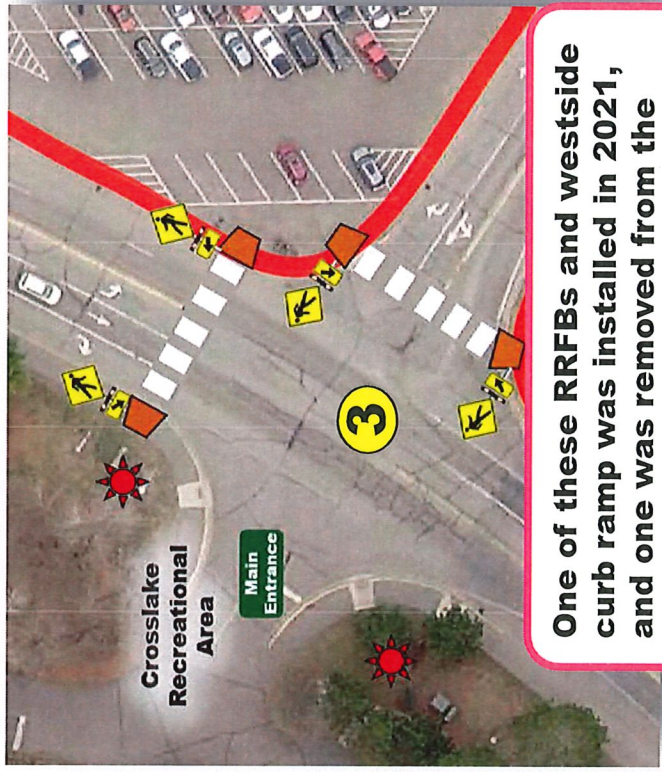 Crosslake
Recreational
Area
Main
Entrance
3
One of these RRFBs and westside
curb ramp was installed in 2021,
and one was removed from the